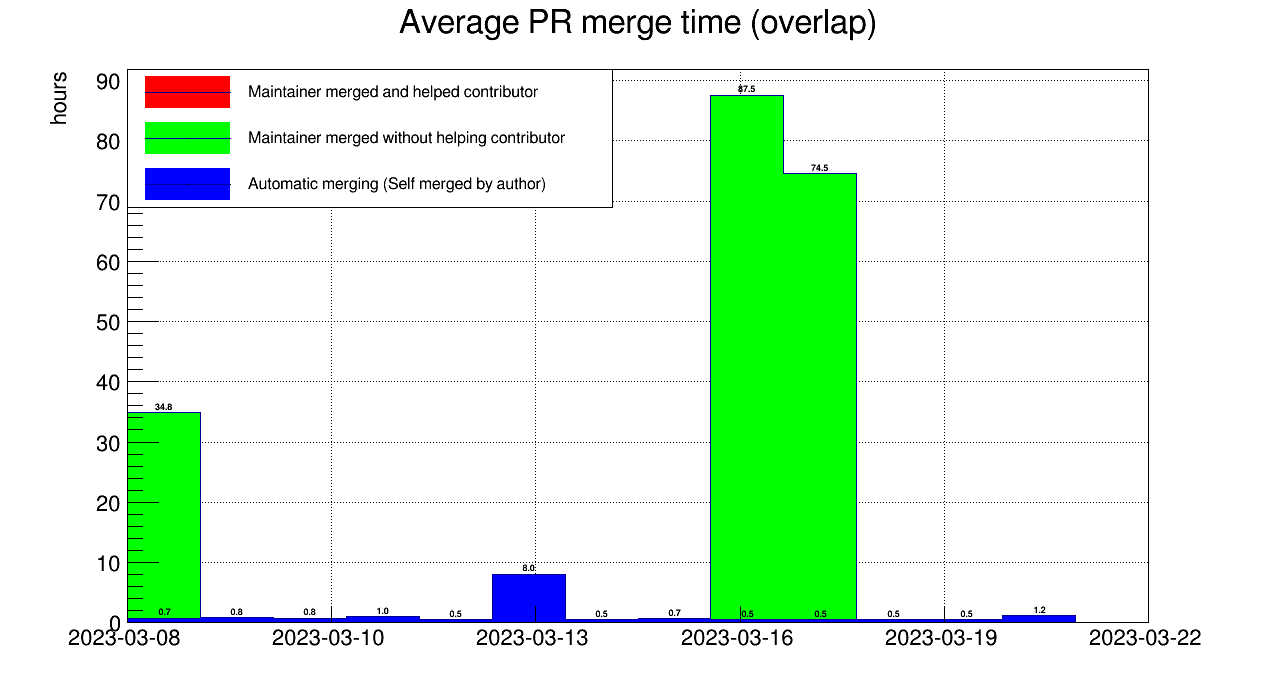 Average PR merge time (overlap)
hours
90
80
70
60
50
40
30
20
10
0
Maintainer merged and helped contributor
Maintainer merged without helping contributor
Automatic merging (Self merged by author)
87.5
74.5
34.8
8.0
0.7 0.8 0.8 1.0 0.5 0.5 0.7 0.5 0.5 0.5 0.5 1.2
2023-03-08 2023-03-10 2023-03-13 2023-03-16 2023-03-19 2023-03-22